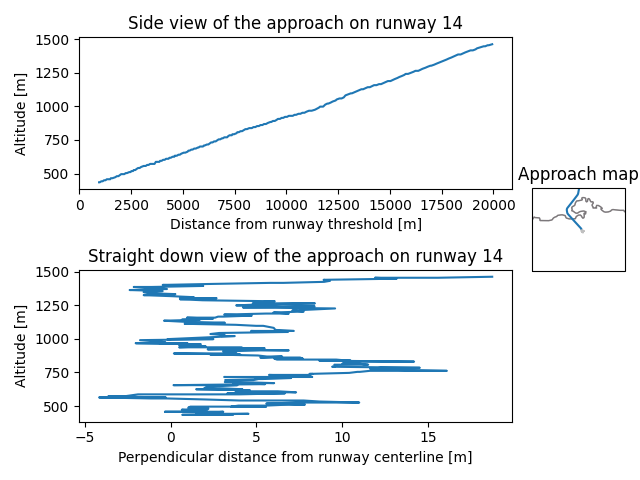 Side view of the approach on runway 14
1500
1250
1000
750
500
Altitude [m]
0 2500 5000 7500 10000 12500 15000 17500 20000
Distance from runway threshold [m]
Approach map
Straight down view of the approach on runway 14
1500
1250
1000
750
500
Altitude [m]
−5 0 5 10 15
Perpendicular distance from runway centerline [m]